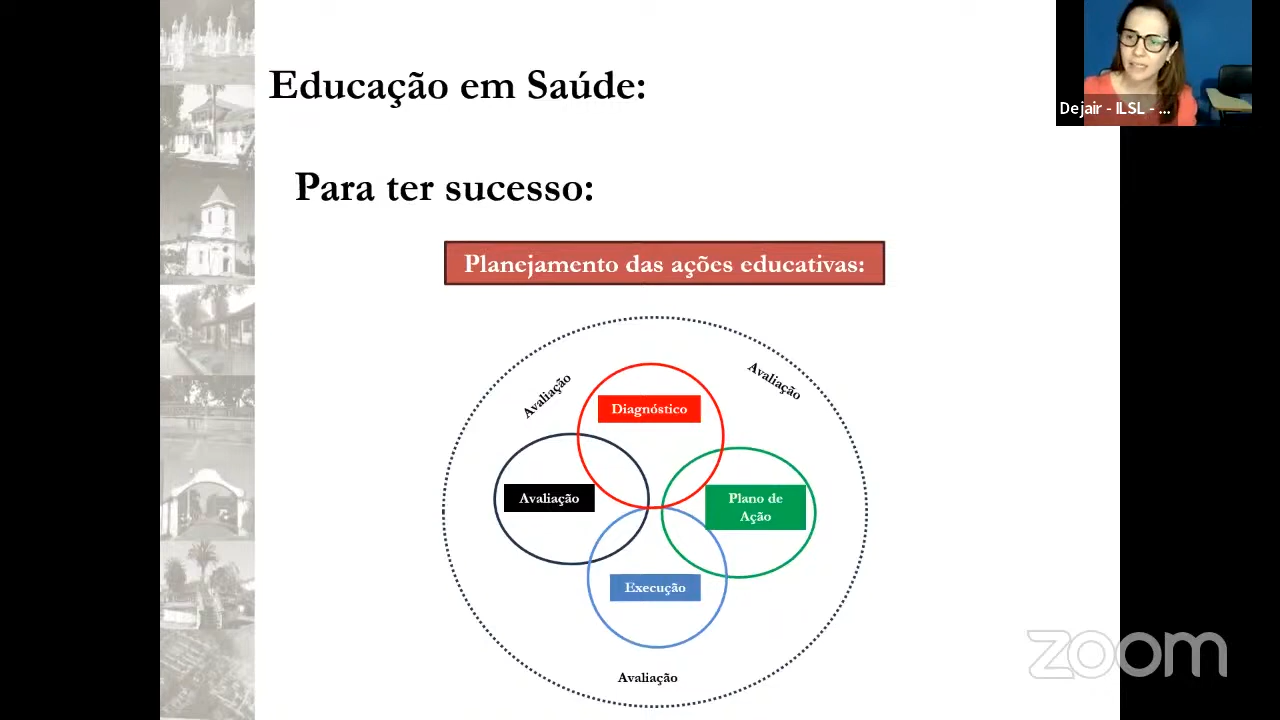 Educação em Saúde:
Dejair - ILSL - ...
Para ter sucesso:
Planejamento das ações educativas:
Avaliação
Avaliação
Diagnóstico
Avaliação
Plano de
Ação
Execução
Avaliação
zoom